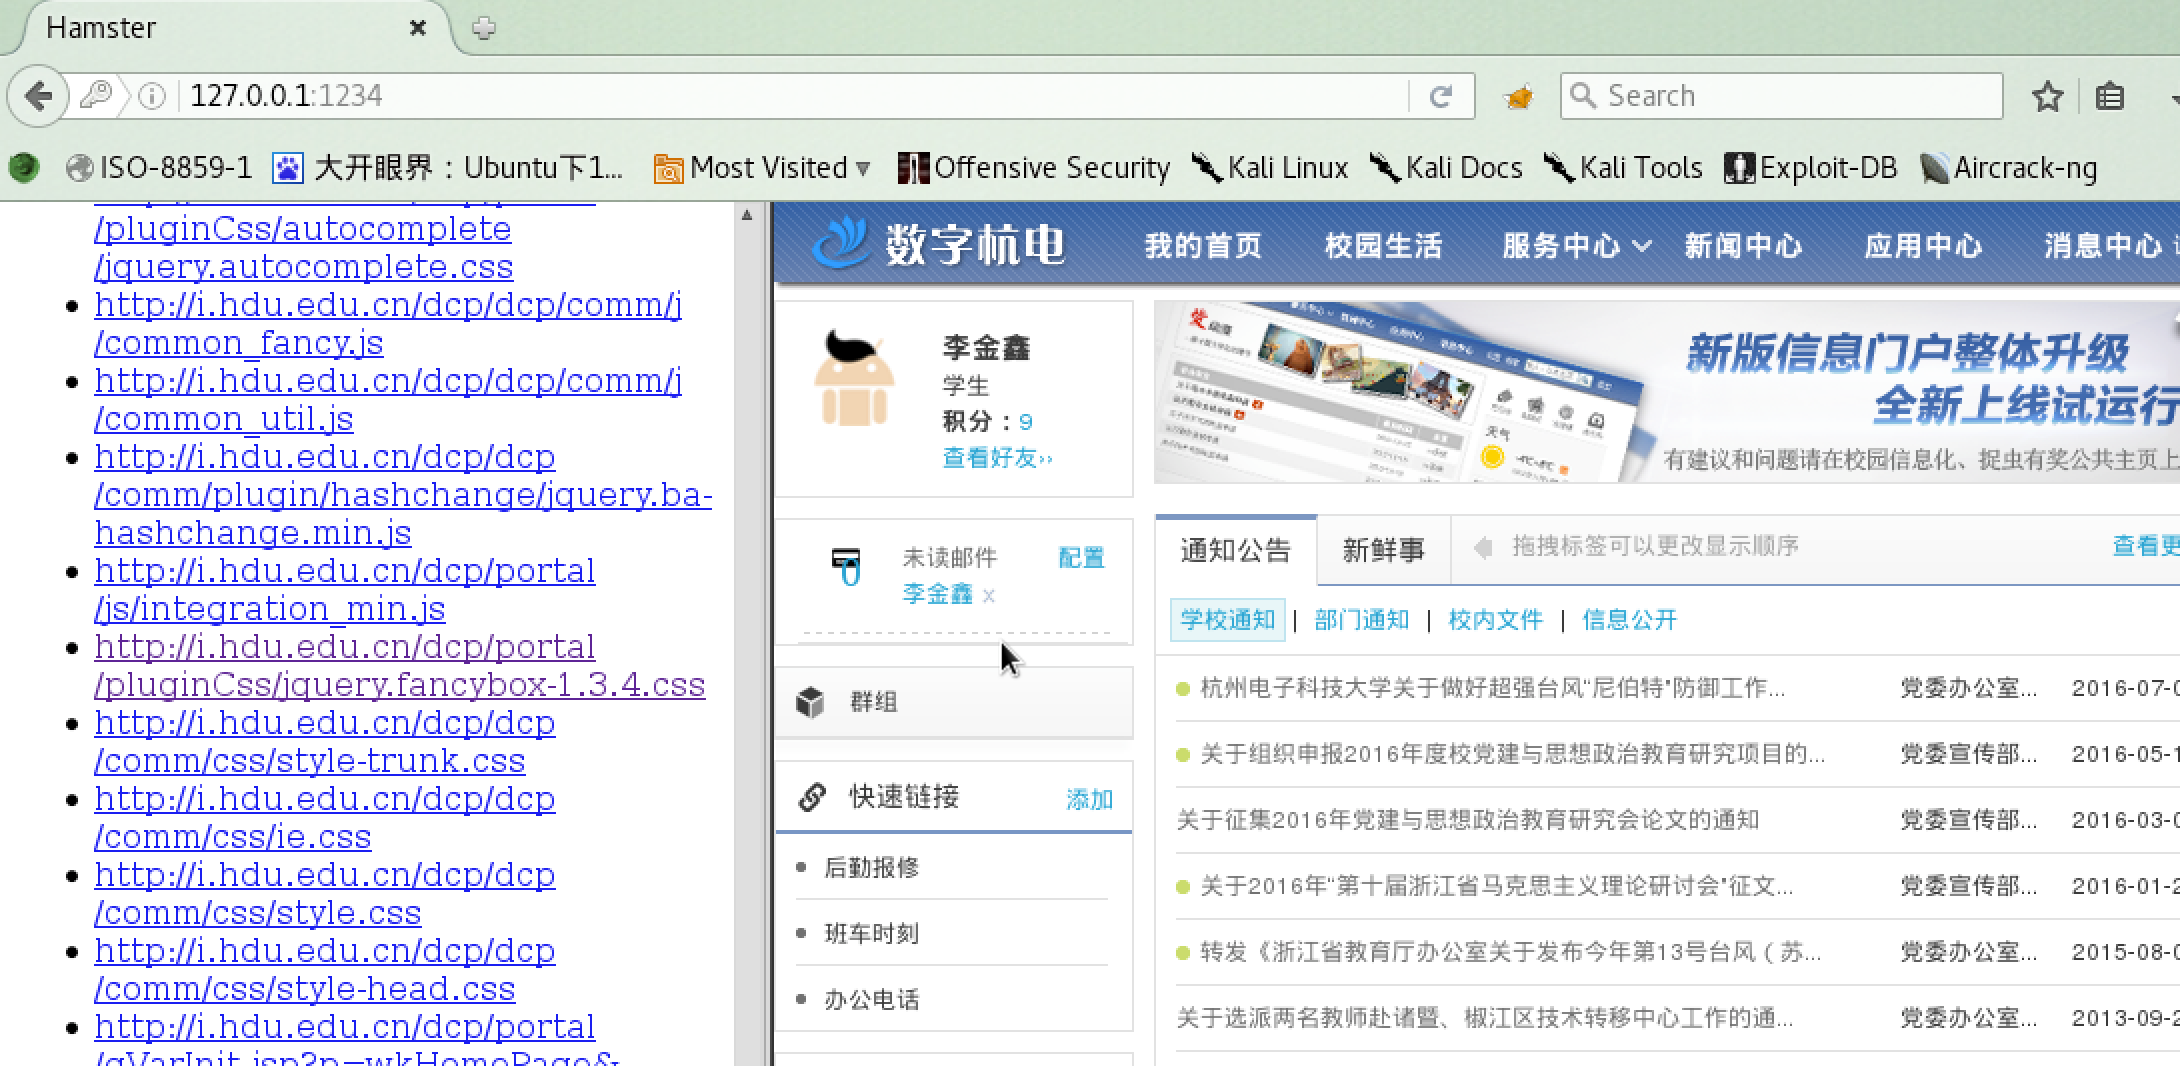 Hamster
127.0.0.1:1234
Search
ISO-8859-1
大开眼界：Ubuntu下1...
Most Visited
Offensive Security
Kali Linux
Kali Docs
Kali Tools
Exploit-DB
Aircrack-ng
/pluginCss/autocomplete
/jquery.autocomplete.css
http://i.hdu.edu.cn/dcp/dcp/comm/j
/common_fancy.js
http://i.hdu.edu.cn/dcp/dcp/comm/j
/common_util.js
http://i.hdu.edu.cn/dcp/dcp
/comm/plugin/hashchange/jquery.ba-
hashchange.min.js
http://i.hdu.edu.cn/dcp/portal
/js/integration_min.js
http://i.hdu.edu.cn/dcp/portal
/pluginCss/jquery.fancybox-1.3.4.css
http://i.hdu.edu.cn/dcp/dcp
/comm/css/style-trunk.css
http://i.hdu.edu.cn/dcp/dcp
/comm/css/ie.css
http://i.hdu.edu.cn/dcp/dcp
/comm/css/style.css
http://i.hdu.edu.cn/dcp/dcp
/comm/css/style-head.css
http://i.hdu.edu.cn/dcp/portal
数字杭电
我的首页
校园生活
服务中心
新闻中心
应用中心
消息中心
李金鑫
学生
积分：9
查看好友››
未读邮件
配置
李金鑫 x
群组
快速链接
添加
后勤报修
班车时刻
办公电话
新版信息门户整体升级
全新上线试运行
有建议和问题请在校园信息化、捉虫有奖公共主页上
天气
通知公告
新鲜事
拖拽标签可以更改显示顺序
查看更
学校通知 | 部门通知 | 校内文件 | 信息公开
杭州电子科技大学关于做好超强台风“尼伯特”防御工作... 党委办公室... 2016-07-0
关于组织申报2016年度校党建与思想政治教育研究项目的... 党委宣传部... 2016-05-1
关于征集2016年党建与思想政治教育研究会论文的通知 党委宣传部... 2016-03-0
关于2016年“第十届浙江省马克思主义理论研讨会”征文... 党委宣传部... 2016-01-2
转发《浙江省教育厅办公室关于发布今年第13号台风（苏... 党委办公室... 2015-08-0
关于选派两名教师赴诸暨、椒江区技术转移中心工作的通... 党委办公室... 2013-09-2